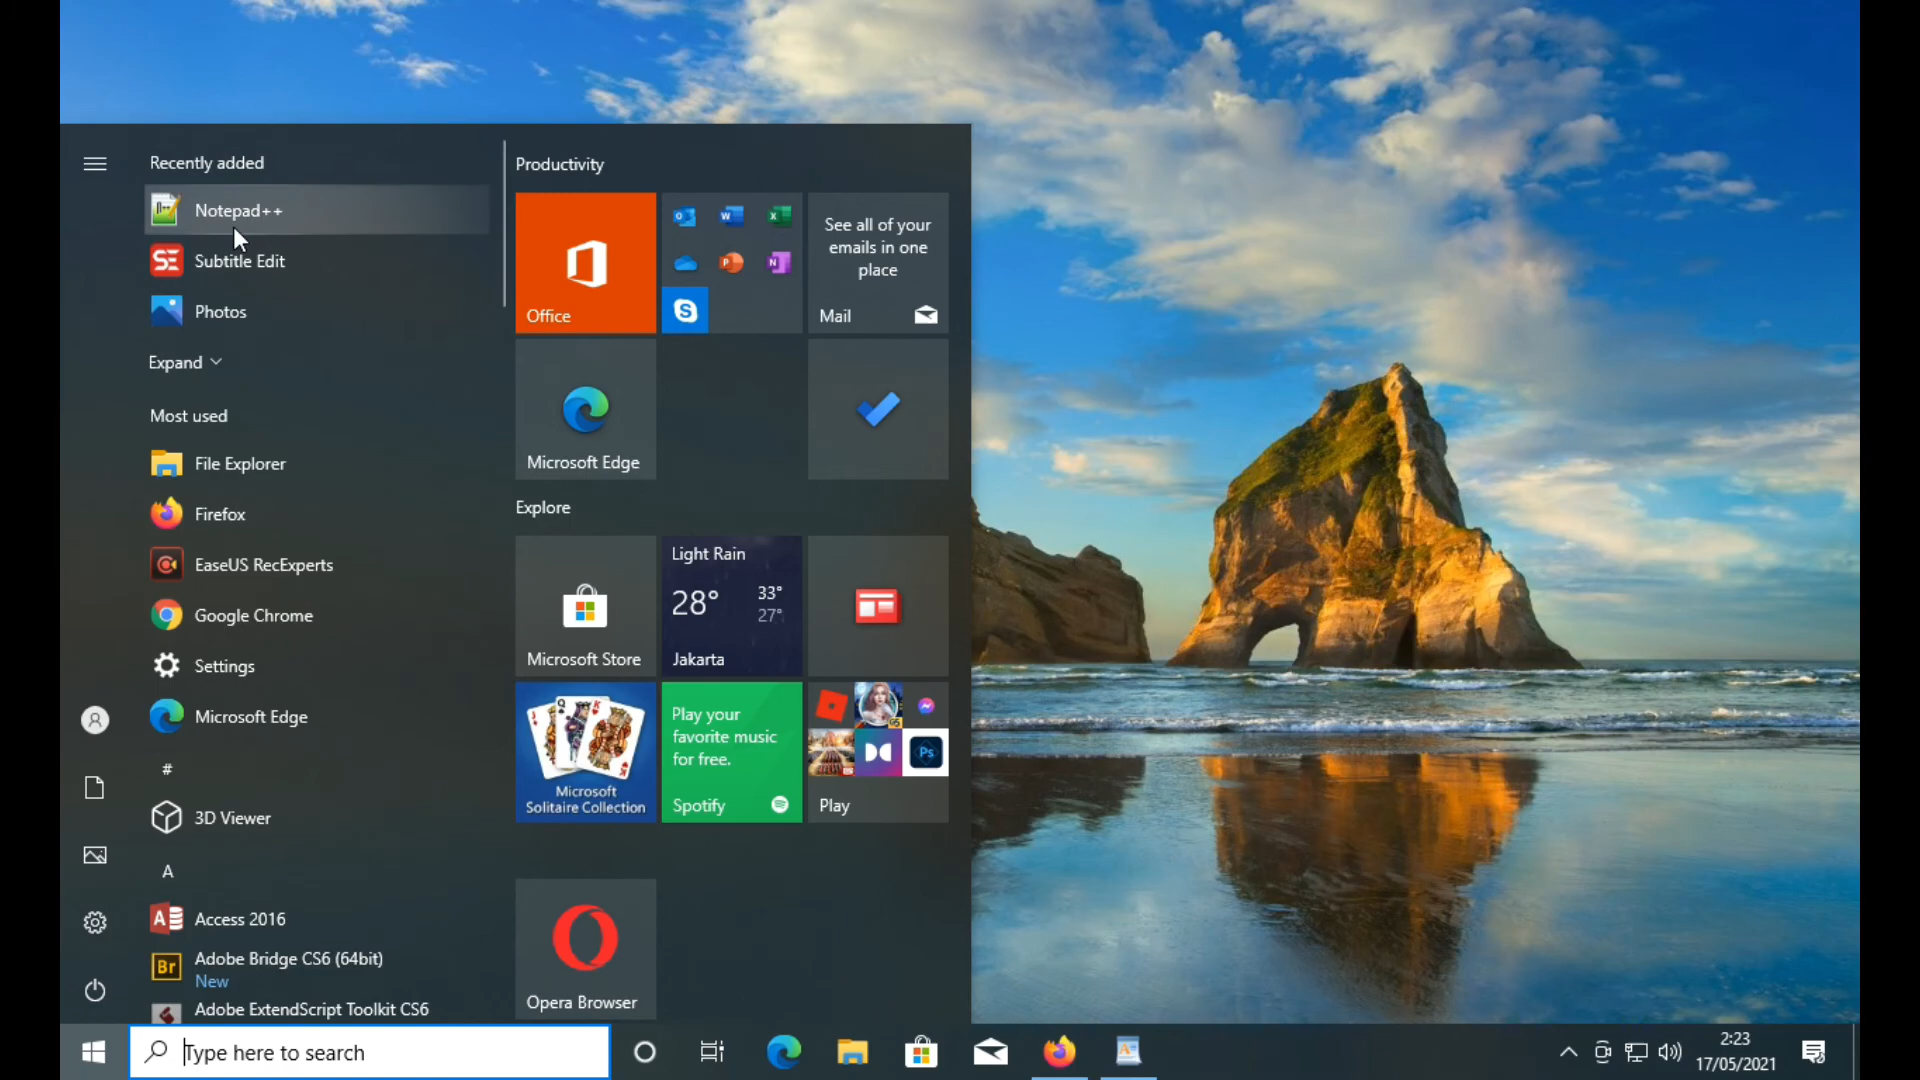 Recently added
Notepad++
Subtitle Edit
Photos
Expand
Most used
File Explorer
Firefox
EaseUS RecExperts
Google Chrome
Settings
Microsoft Edge
#
3D Viewer
A
Access 2016
Adobe Bridge CS6 (64bit)
New
Adobe ExtendScript Toolkit CS6
Productivity
Office
See all of your
emails in one
place
Mail
Microsoft Edge
Explore
Microsoft Store
Light Rain
28° 33°
27°
Jakarta
Microsoft
Solitaire Collection
Play your
favorite music
for free.
Spotify
Ps
Play
Opera Browser
Type here to search
2:23
17/05/2021